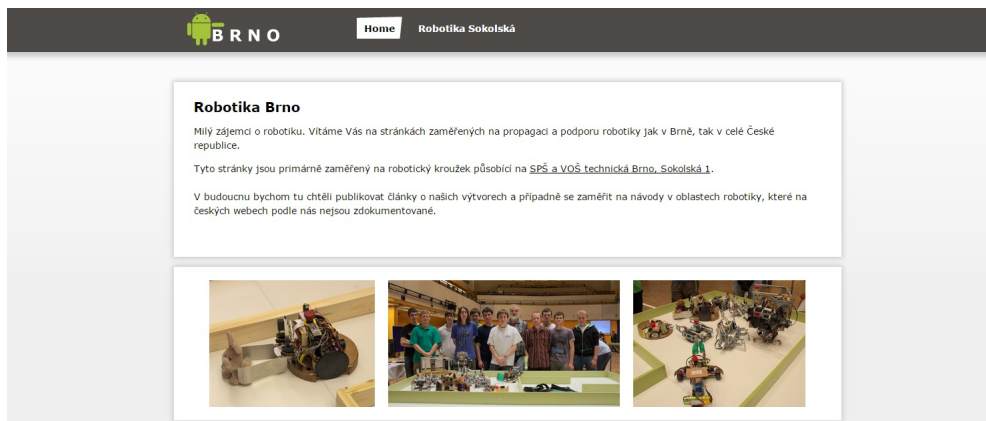 BRNO
Home
Robotika Sokolská
Robotika Brno
Milý zájemci o robotiku. Vítáme Vás na stránkách zaměřených na propagaci a podporu robotiky jak v Brně, tak v celé České
republice.
Tyto stránky jsou primárně zaměřený na robotický kroužek působící na SPŠ a VOŠ technická Brno, Sokolská 1.
V budoucnu bychom tu chtěli publikovat články o našich výtvorech a případně se zaměřit na návody v oblastech robotiky, které na
českých webech podle nás nejsou zdokumentované.